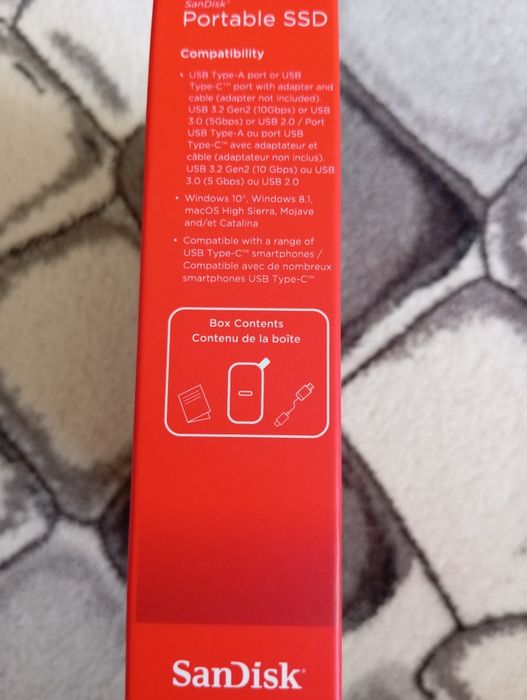 SanDisk®
Portable SSD
Compatibility
• USB Type-A port or USB
Type-C™ port with adapter and
cable (adapter not included).
USB 3.2 Gen2 (10Gbps) or USB
3.0 (5Gbps) or USB 2.0 / Port
USB Type-A ou port USB
Type-C™ avec adaptateur et
câble (adaptateur non inclus).
USB 3.2 Gen2 (10 Gbps) ou USB
3.0 (5 Gbps) ou USB 2.0
• Windows 10®, Windows 8.1,
macOS High Sierra, Mojave
and/et Catalina
• Compatible with a range of
USB Type-C™ smartphones /
Compatible avec de nombreux
smartphones USB Type-C™
Box Contents
Contenu de la boîte
SanDisk®